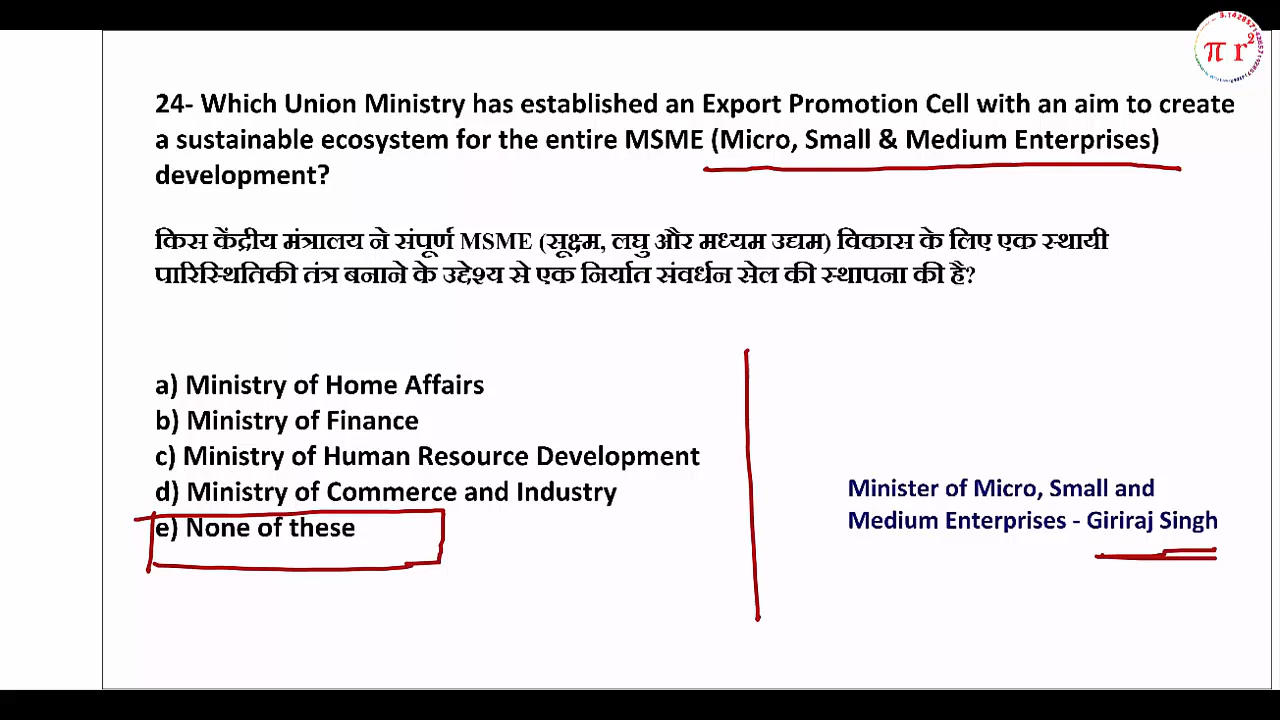 π r²
24- Which Union Ministry has established an Export Promotion Cell with an aim to create
a sustainable ecosystem for the entire MSME (Micro, Small & Medium Enterprises)
development?
किस केंद्रीय मंत्रालय ने संपूर्ण MSME (सूक्ष्म, लघु और मध्यम उद्यम) विकास के लिए एक स्थायी
पारिस्थितिकी तंत्र बनाने के उद्देश्य से एक निर्यात संवर्धन सेल की स्थापना की है?
a) Ministry of Home Affairs
b) Ministry of Finance
c) Ministry of Human Resource Development
d) Ministry of Commerce and Industry
e) None of these
Minister of Micro, Small and
Medium Enterprises - Giriraj Singh